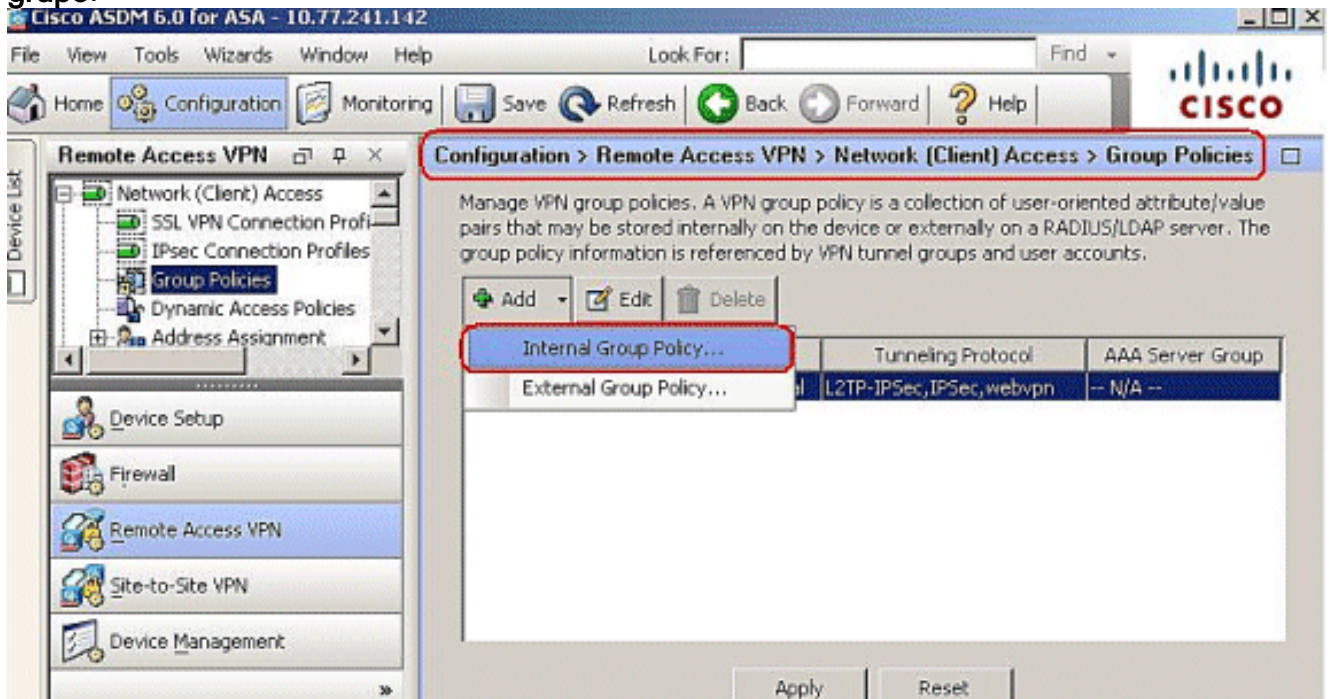 Cisco ASDM 6.0 for ASA - 10.77.241.142
File View Tools Wizards Window Help Look For: Find
CISCO
Home Configuration Monitoring Save Refresh Back Forward Help
Device List
Remote Access VPN
Network (Client) Access
SSL VPN Connection Profi
IPsec Connection Profiles
Group Policies
Dynamic Access Policies
Address Assignment
Device Setup
Firewall
Remote Access VPN
Site-to-Site VPN
Device Management
Configuration > Remote Access VPN > Network (Client) Access > Group Policies
Manage VPN group policies. A VPN group policy is a collection of user-oriented attribute/value
pairs that may be stored internally on the device or externally on a RADIUS/LDAP server. The
group policy information is referenced by VPN tunnel groups and user accounts.
Add Edit Delete
Internal Group Policy...
External Group Policy...
Tunneling Protocol AAA Server Group
L2TP-IPSec,IPSec,webvpn -- N/A --
Apply Reset